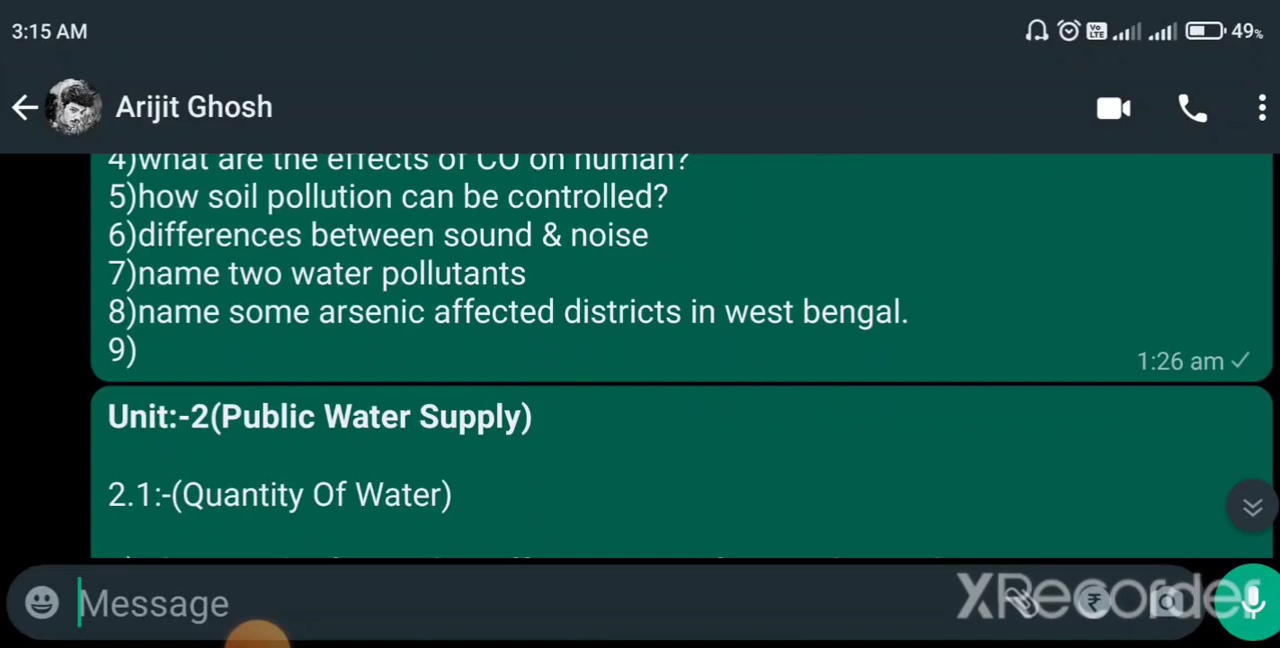 3:15 AM
Vo LTE
49%
Arijit Ghosh
4)what are the effects of CO on human?
5)how soil pollution can be controlled?
6)differences between sound & noise
7)name two water pollutants
8)name some arsenic affected districts in west bengal.
9)
1:26 am
Unit:-2(Public Water Supply)
2.1:-(Quantity Of Water)
Message
₹
XRecorder